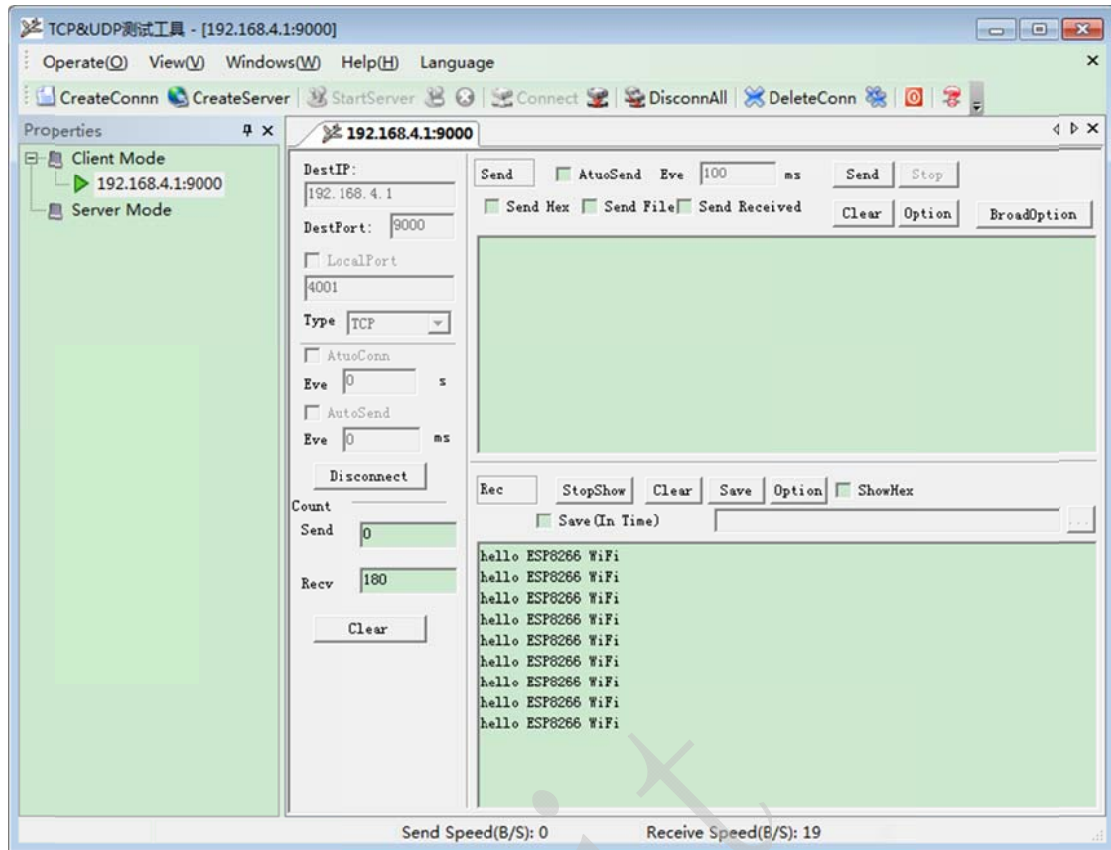 TCP&UDP测试工具 - [192.168.4.1:9000]
Operate(O) View(V) Windows(W) Help(H) Language
CreateConnn CreateServer StartServer Connect DisconnAll DeleteConn
Properties
Client Mode
192.168.4.1:9000
Server Mode
192.168.4.1:9000
DestIP:
192.168.4.1
DestPort: 9000
LocalPort
4001
Type TCP
AtuoConn
Eve 0 s
AutoSend
Eve 0 ms
Disconnect
Count
Send 0
Recv 180
Clear
Send AtuoSend Eve 100 ms Send Stop
Send Hex Send File Send Received Clear Option BroadOption
Rec StopShow Clear Save Option ShowHex
Save(In Time) ...
hello ESP8266 WiFi
hello ESP8266 WiFi
hello ESP8266 WiFi
hello ESP8266 WiFi
hello ESP8266 WiFi
hello ESP8266 WiFi
hello ESP8266 WiFi
hello ESP8266 WiFi
hello ESP8266 WiFi
Send Speed(B/S): 0 Receive Speed(B/S): 19